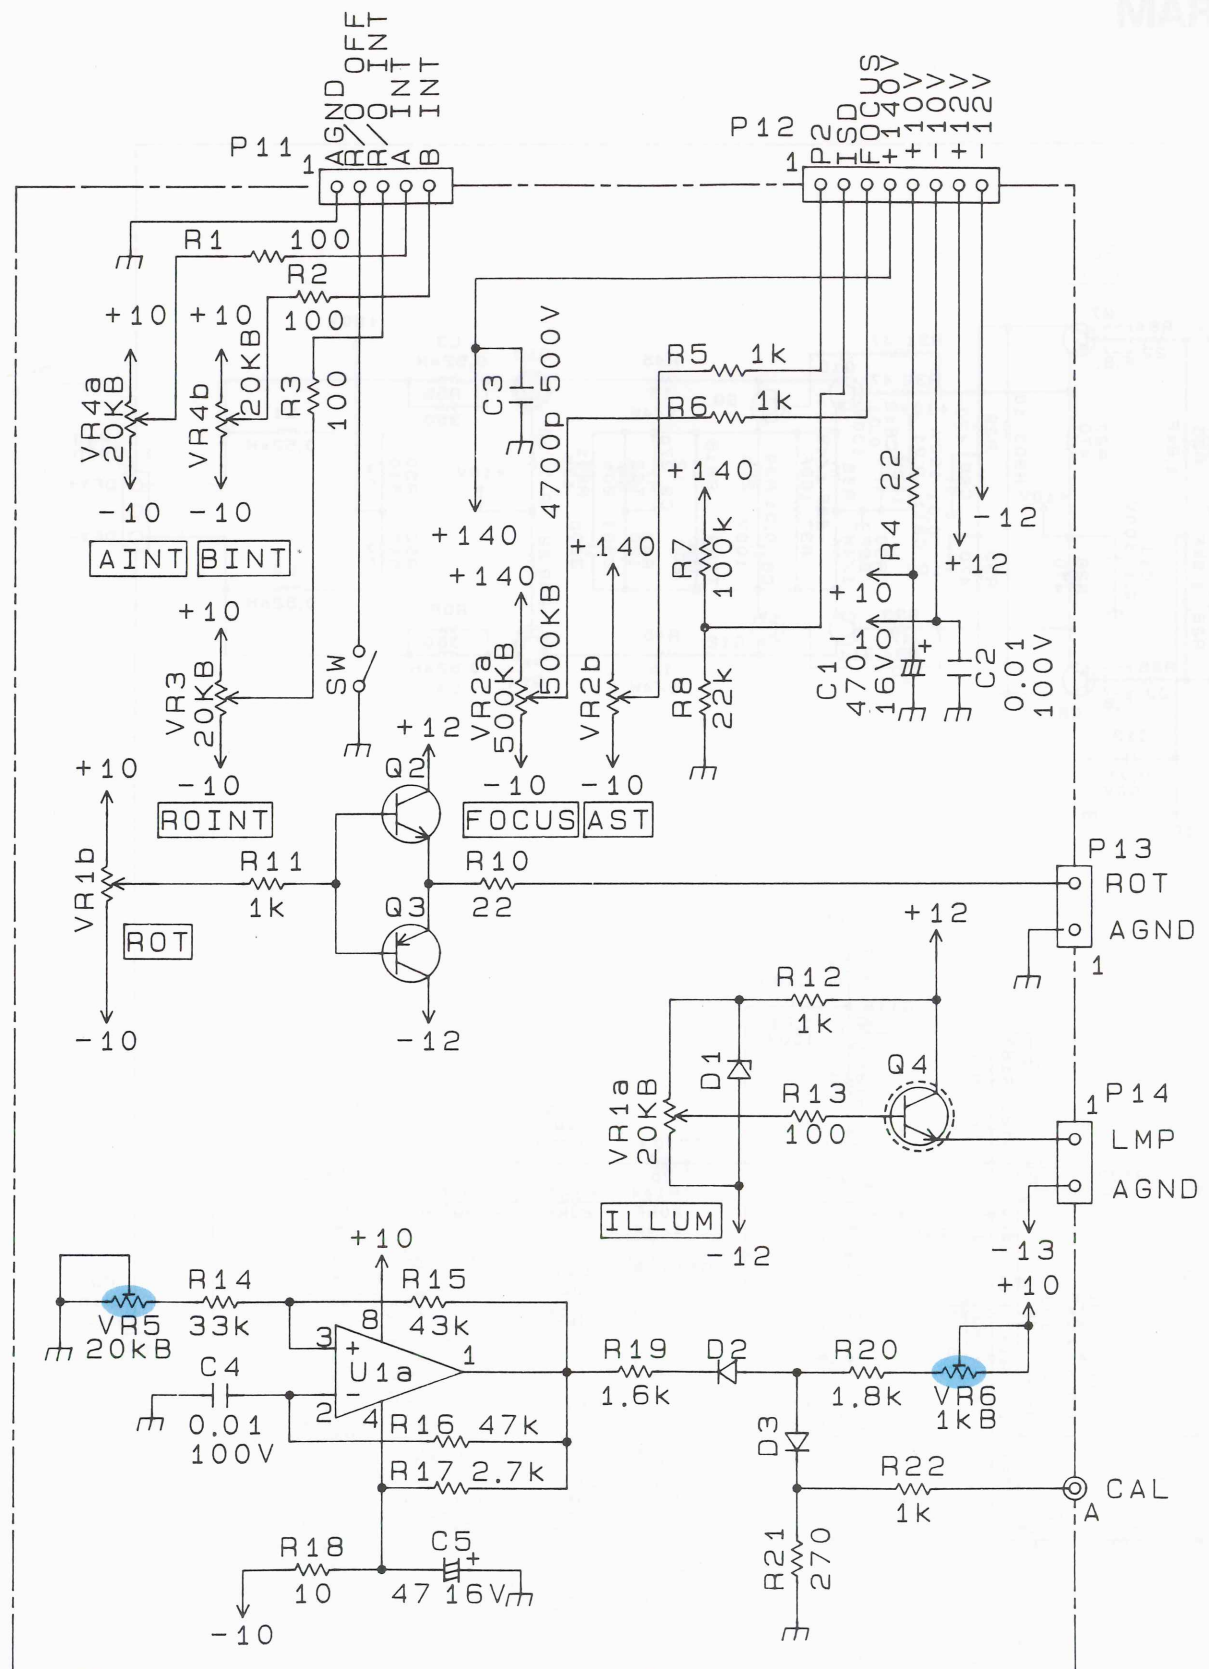 RAM
AGND
R/O OFF
R/O INT
A INT
B INT
P11
1
P12
1
P2
ISD
FOCUS
+140V
+10V
-10V
+12V
-12V
R1
100
R2
100
+10
+10
VR4a
20KB
VR4b
20KB
R3
100
-10
-10
AINT
BINT
C3
4700p 500V
+140
R5
1k
R6
1k
+140
R7
100k
R8
22k
R4
22
-12
+12
+10
-10
C1
470
16V
C2
0.01
100V
+10
VR3
20KB
-10
ROINT
SW
+140
VR2a
500KB
500KB
-10
FOCUS
+140
VR2b
-10
AST
+10
VR1b
-10
ROT
R11
1k
+12
Q2
Q3
-12
R10
22
P13
ROT
AGND
1
+12
R12
1k
D1
VR1a
20KB
R13
100
Q4
ILLUM
-12
P14
1
LMP
AGND
-13
+10
+10
R14
33k
VR5
20kB
R15
43k
8
3
+
U1a
1
-
2
4
C4
0.01
100V
R16 47k
R17 2.7k
R19
1.6k
D2
R20
1.8k
VR6
1kB
D3
R22
1k
CAL
A
R21
270
R18
10
C5
+
47 16V
-10